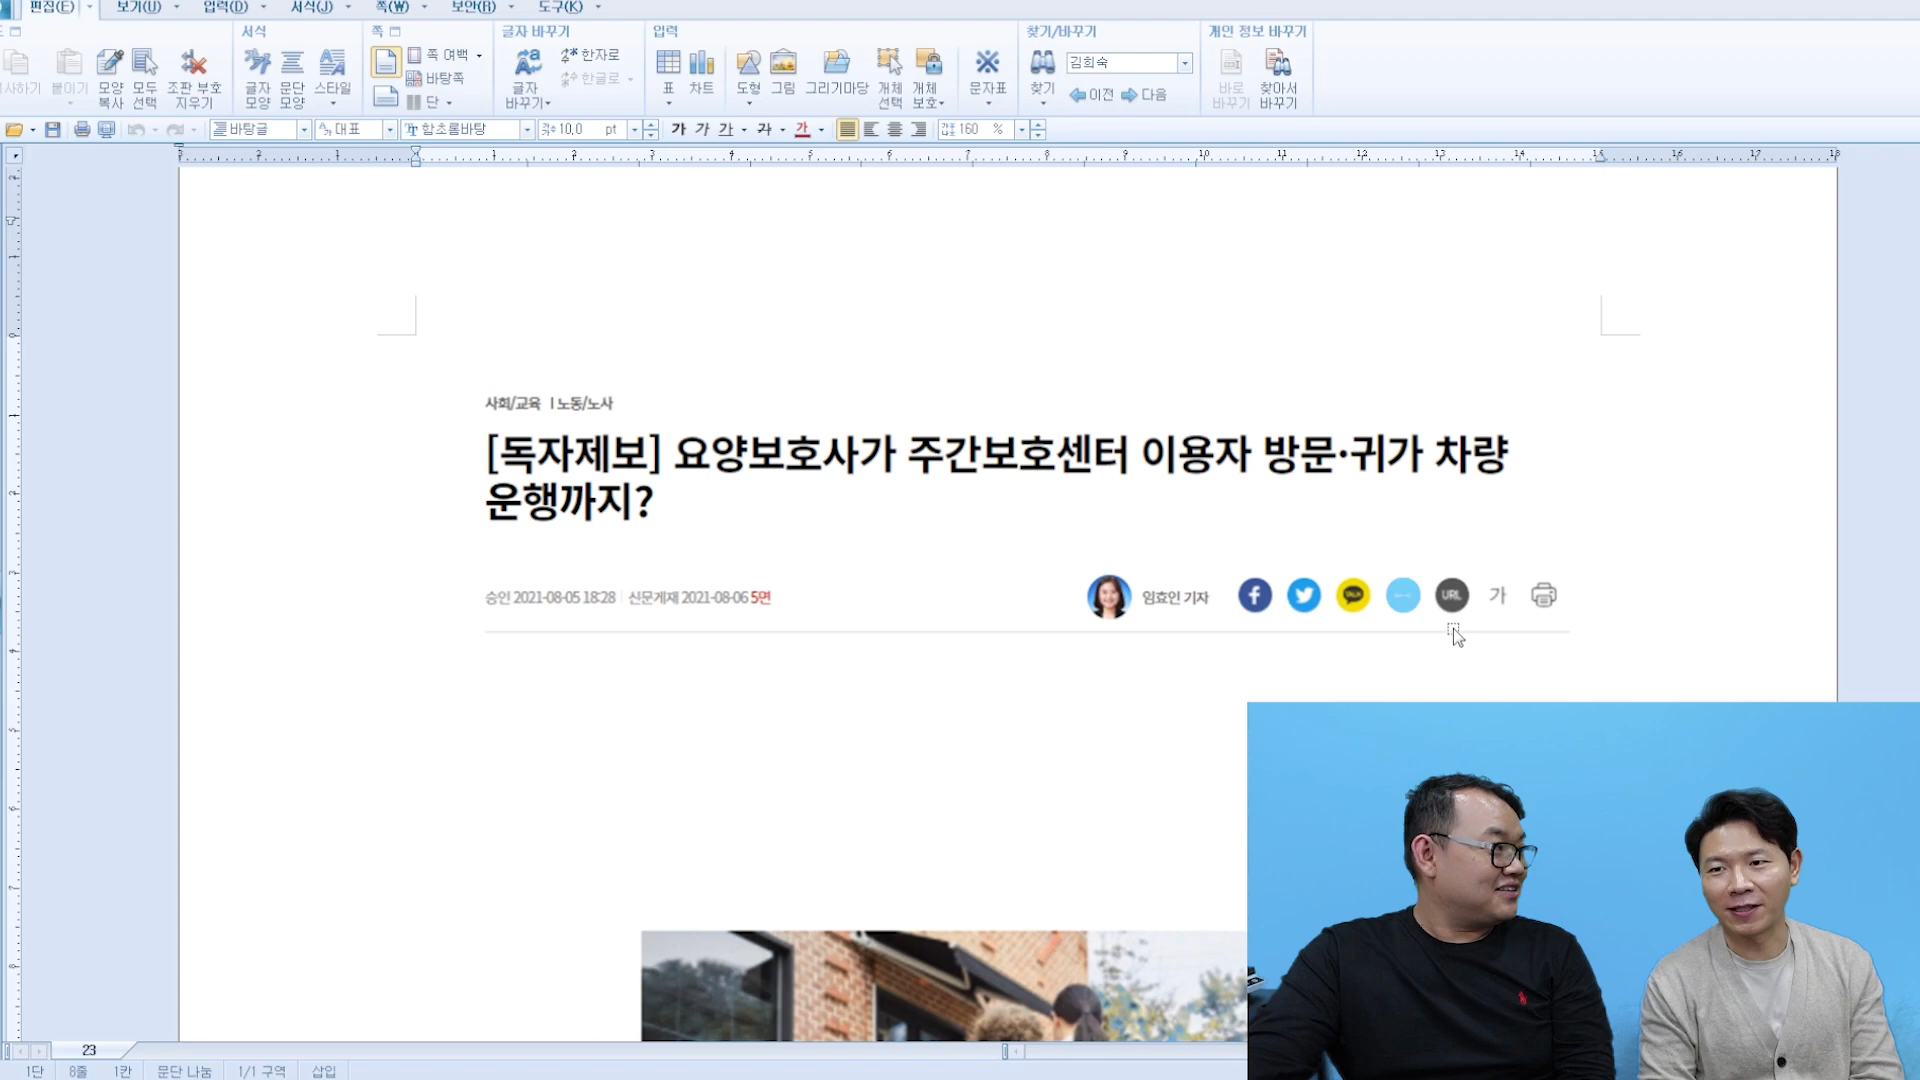 편집(E) 보기(U) 입력(D) 서식(J) 쪽(W) 보안(R) 도구(K)
서식 쪽 글자 바꾸기 입력 찾기/바꾸기 개인 정보 바꾸기
붙이기 모양 복사 모두 선택 조판 부호 지우기 글자 모양 문단 모양 스타일 쪽 여백 바탕쪽 단 글자 바꾸기 한자로 한글로 표 차트 도형 그림 그리기마당 개체 선택 개체 보호 문자표 찾기 김희숙 이전 다음 바로 바꾸기 찾아서 바꾸기
바탕글 대표 함초롬바탕 10,0 pt 가 가 가 가 가 160 %
사회/교육 | 노동/노사
[독자제보] 요양보호사가 주간보호센터 이용자 방문·귀가 차량
운행까지?
승인 2021-08-05 18:28 신문게재 2021-08-06 5면
임효인 기자 f TALK URL 가
23
1단 8줄 1칸 문단 나눔 1/1 구역 삽입